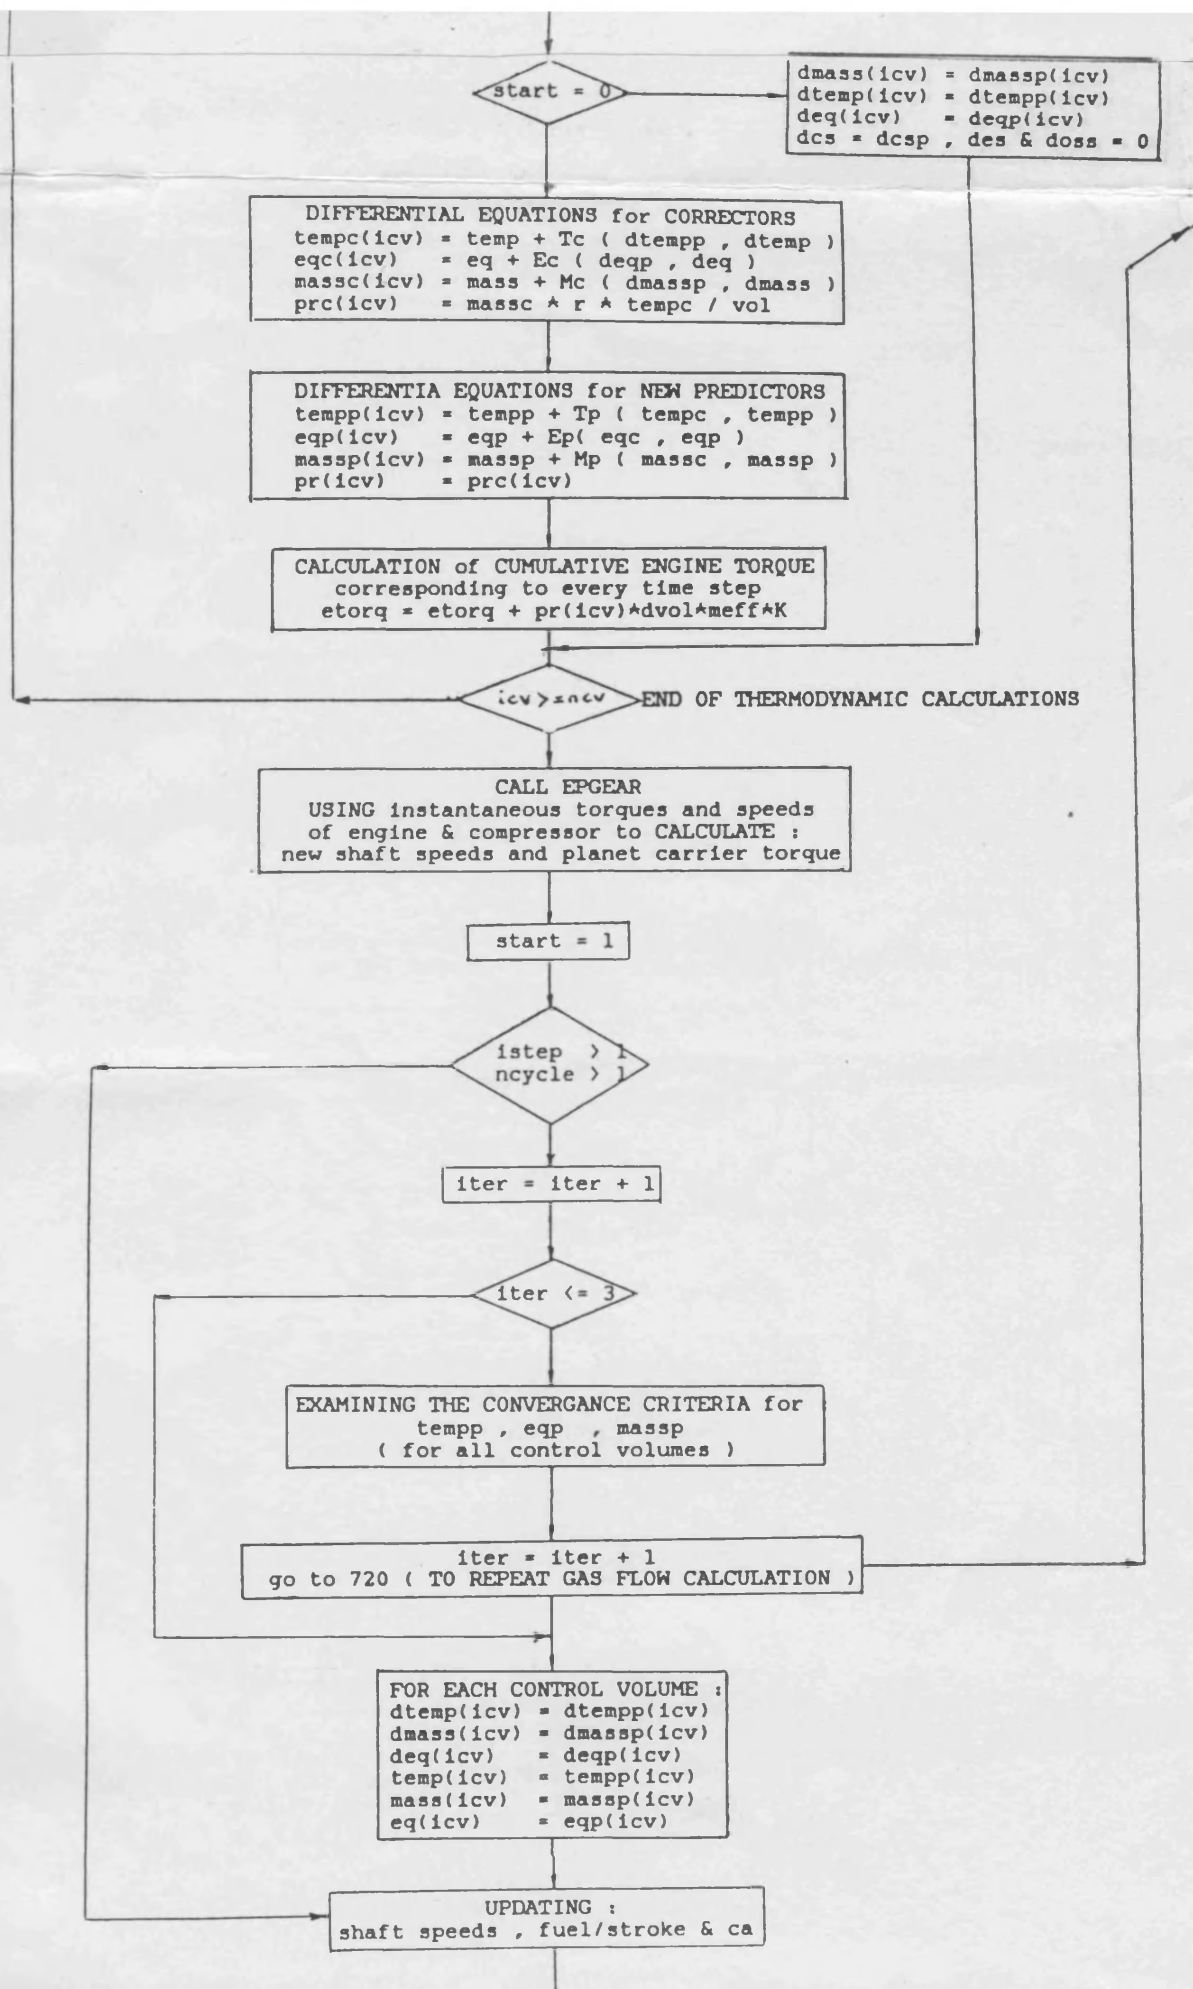 start = 0
dmass(icv) = dmassp(icv)
dtemp(icv) = dtempp(icv)
deq(icv) = deqp(icv)
dcs = dcsp , des & doss = 0
DIFFERENTIAL EQUATIONS for CORRECTORS
tempc(icv) = temp + Tc ( dtempp , dtemp )
eqc(icv) = eq + Ec ( deqp , deq )
massc(icv) = mass + Mc ( dmassp , dmass )
prc(icv) = massc * r * tempc / vol
DIFFERENTIA EQUATIONS for NEW PREDICTORS
tempp(icv) = tempp + Tp ( tempc , tempp )
eqp(icv) = eqp + Ep( eqc , eqp )
massp(icv) = massp + Mp ( massc , massp )
pr(icv) = prc(icv)
CALCULATION of CUMULATIVE ENGINE TORQUE
corresponding to every time step
etorq = etorq + pr(icv)*dvol*meff*K
icv>=ncv END OF THERMODYNAMIC CALCULATIONS
CALL EPGEAR
USING instantaneous torques and speeds
of engine & compressor to CALCULATE :
new shaft speeds and planet carrier torque
start = 1
istep > 1
ncycle > 1
iter = iter + 1
iter <= 3
EXAMINING THE CONVERGANCE CRITERIA for
tempp , eqp , massp
( for all control volumes )
iter = iter + 1
go to 720 ( TO REPEAT GAS FLOW CALCULATION )
FOR EACH CONTROL VOLUME :
dtemp(icv) = dtempp(icv)
dmass(icv) = dmassp(icv)
deq(icv) = deqp(icv)
temp(icv) = tempp(icv)
mass(icv) = massp(icv)
eq(icv) = eqp(icv)
UPDATING :
shaft speeds , fuel/stroke & ca